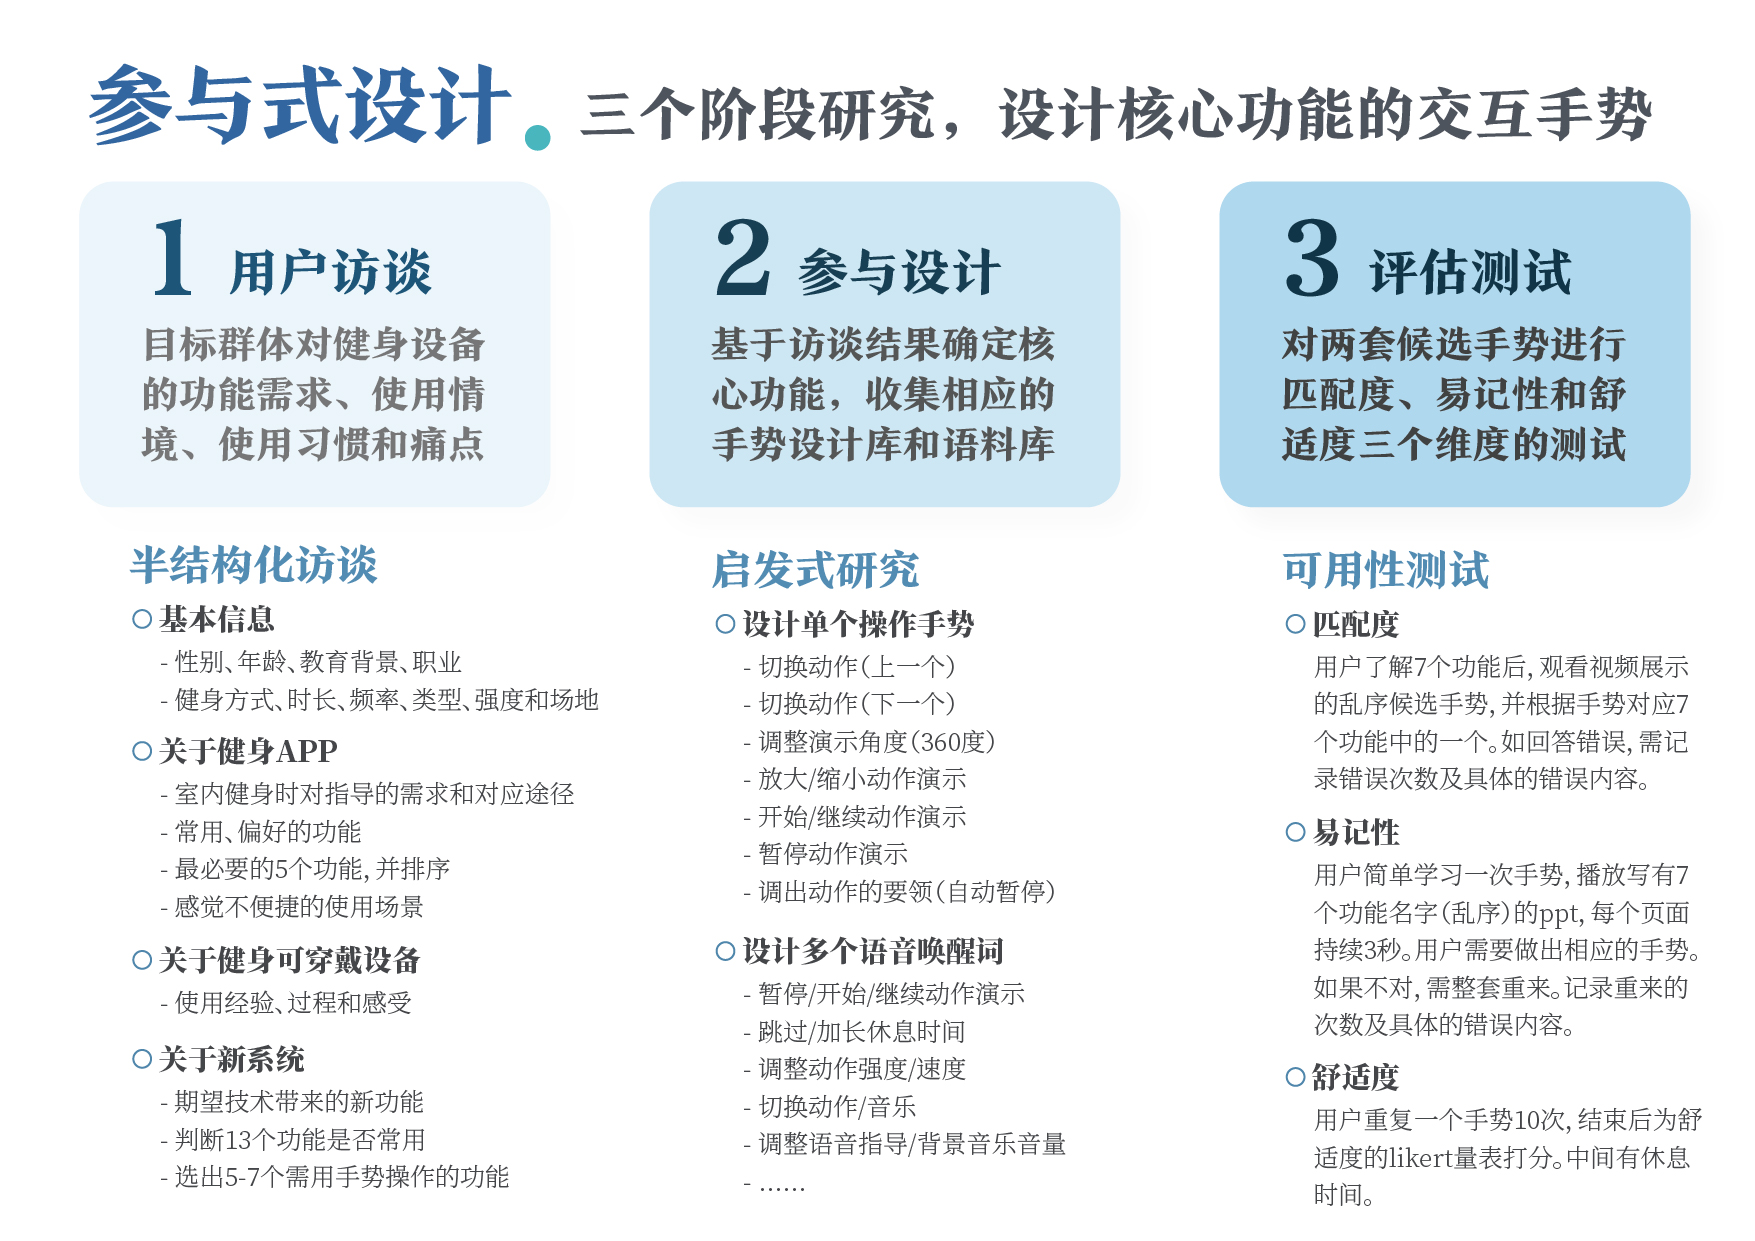 参与式设计. 三个阶段研究，设计核心功能的交互手势
1 用户访谈
目标群体对健身设备
的功能需求、使用情
境、使用习惯和痛点
半结构化访谈
基本信息
- 性别、年龄、教育背景、职业
- 健身方式、时长、频率、类型、强度和场地
关于健身APP
- 室内健身时对指导的需求和对应途径
- 常用、偏好的功能
- 最必要的5个功能，并排序
- 感觉不便捷的使用场景
关于健身可穿戴设备
- 使用经验、过程和感受
关于新系统
- 期望技术带来的新功能
- 判断13个功能是否常用
- 选出5-7个需用手势操作的功能
2 参与设计
基于访谈结果确定核
心功能，收集相应的
手势设计库和语料库
启发式研究
设计单个操作手势
- 切换动作（上一个）
- 切换动作（下一个）
- 调整演示角度（360度）
- 放大/缩小动作演示
- 开始/继续动作演示
- 暂停动作演示
- 调出动作的要领（自动暂停）
设计多个语音唤醒词
- 暂停/开始/继续动作演示
- 跳过/加长休息时间
- 调整动作强度/速度
- 切换动作/音乐
- 调整语音指导/背景音乐音量
- ……
3 评估测试
对两套候选手势进行
匹配度、易记性和舒
适度三个维度的测试
可用性测试
匹配度
用户了解7个功能后，观看视频展示
的乱序候选手势，并根据手势对应7
个功能中的一个。如回答错误，需记
录错误次数及具体的错误内容。
易记性
用户简单学习一次手势，播放写有7
个功能名字（乱序）的ppt，每个页面
持续3秒。用户需要做出相应的手势。
如果不对，需整套重来。记录重来的
次数及具体的错误内容。
舒适度
用户重复一个手势10次，结束后为舒
适度的likert量表打分。中间有休息
时间。